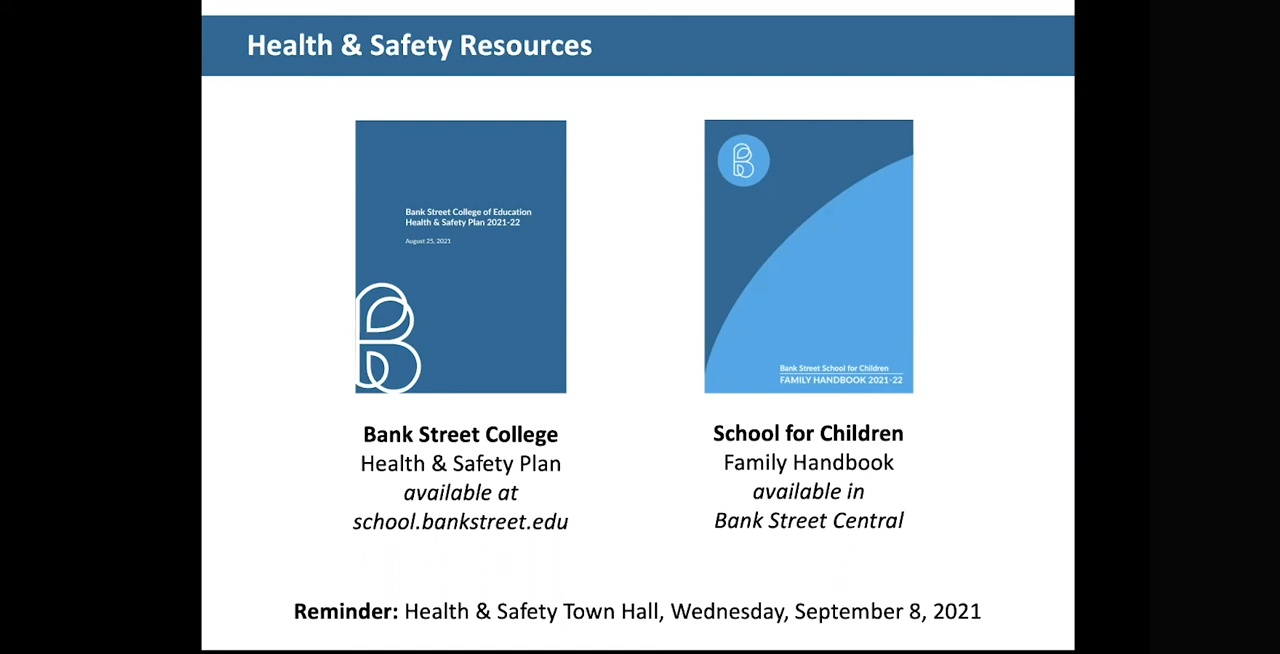 Health & Safety Resources
Bank Street College of Education
Health & Safety Plan 2021-22
August 25, 2021
Bank Street School for Children
FAMILY HANDBOOK 2021-22
Bank Street College
Health & Safety Plan
available at
school.bankstreet.edu
School for Children
Family Handbook
available in
Bank Street Central
Reminder: Health & Safety Town Hall, Wednesday, September 8, 2021